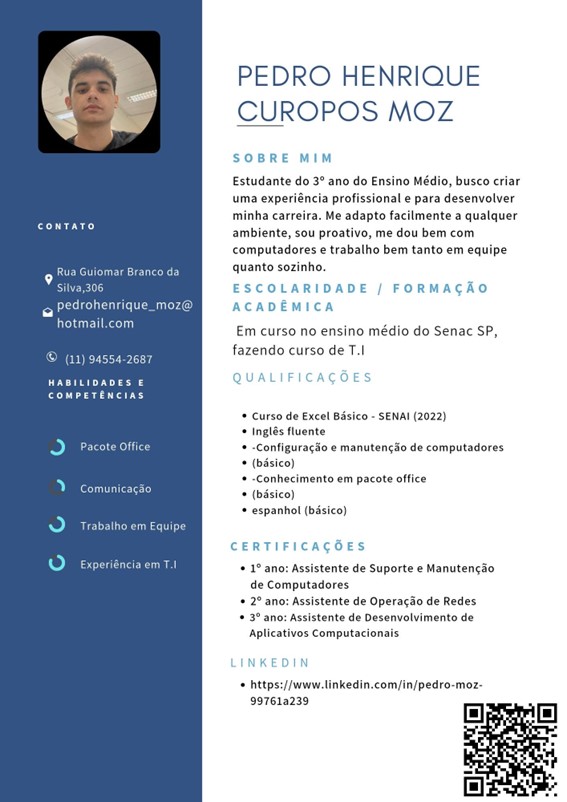 PEDRO HENRIQUE
CUROPOS MOZ
CONTATO
Rua Guiomar Branco da
Silva,306
pedrohenrique_moz@
hotmail.com
(11) 94554-2687
HABILIDADES E
COMPETÊNCIAS
Pacote Office
Comunicação
Trabalho em Equipe
Experiência em T.I
SOBRE MIM
Estudante do 3º ano do Ensino Médio, busco criar
uma experiência profissional e para desenvolver
minha carreira. Me adapto facilmente a qualquer
ambiente, sou proativo, me dou bem com
computadores e trabalho bem tanto em equipe
quanto sozinho.
ESCOLARIDADE / FORMAÇÃO
ACADÊMICA
Em curso no ensino médio do Senac SP,
fazendo curso de T.I
QUALIFICAÇÕES
• Curso de Excel Básico - SENAI (2022)
• Inglês fluente
• -Configuração e manutenção de computadores
• (básico)
• -Conhecimento em pacote office
• (básico)
• espanhol (básico)
CERTIFICAÇÕES
• 1º ano: Assistente de Suporte e Manutenção
de Computadores
• 2º ano: Assistente de Operação de Redes
• 3º ano: Assistente de Desenvolvimento de
Aplicativos Computacionais
LINKEDIN
• https://www.linkedin.com/in/pedro-moz-
99761a239